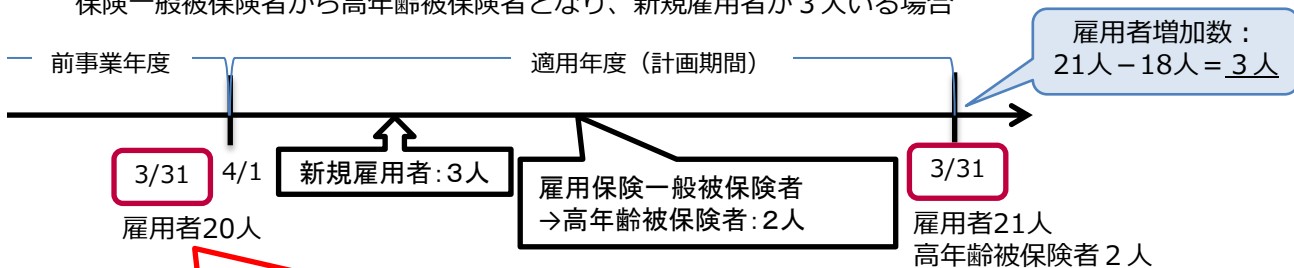 保険一般被保険者から高年齢被保険者となり、新規雇用者が３人いる場合
雇用者増加数：
21人－18人＝３人
前事業年度
適用年度（計画期間）
3/31
4/1
新規雇用者：３人
雇用保険一般被保険者
→高年齢被保険者：２人
3/31
雇用者20人
雇用者21人
高年齢被保険者２人